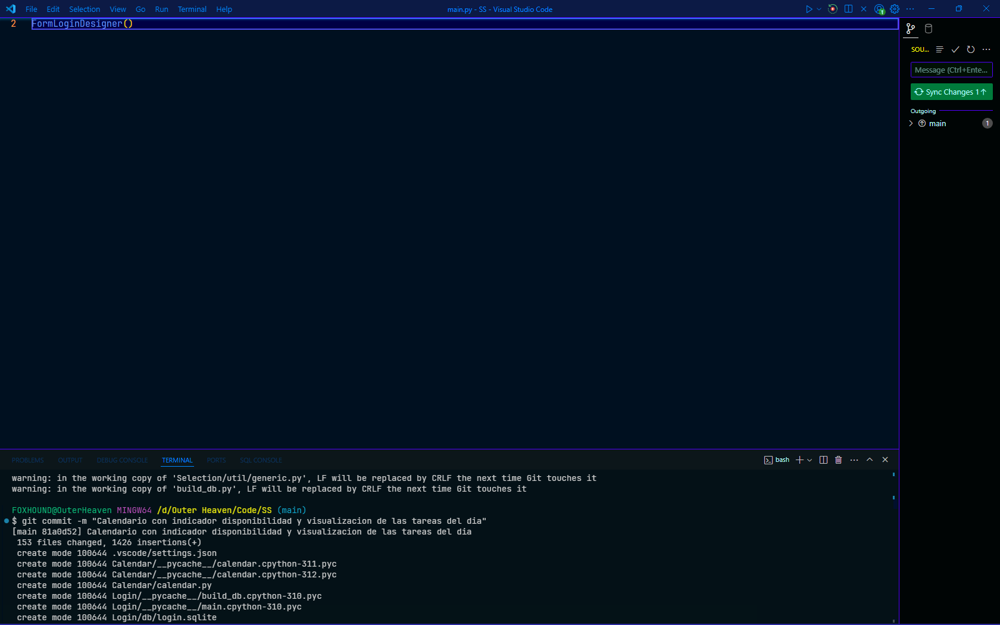 File Edit Selection View Go Run Terminal Help
main.py - SS - Visual Studio Code
1
2 FormLoginDesigner()
SOU...
Message (Ctrl+Ente...
Sync Changes 1↑
Outgoing
main 1
PROBLEMS OUTPUT DEBUG CONSOLE TERMINAL PORTS SQL CONSOLE
bash
warning: in the working copy of 'Selection/util/generic.py', LF will be replaced by CRLF the next time Git touches it
warning: in the working copy of 'build_db.py', LF will be replaced by CRLF the next time Git touches it
FOXHOUND@OuterHeaven MINGW64 /d/Outer Heaven/Code/SS (main)
$ git commit -m "Calendario con indicador disponibilidad y visualizacion de las tareas del dia"
[main 81a0d52] Calendario con indicador disponibilidad y visualizacion de las tareas del dia
153 files changed, 1426 insertions(+)
create mode 100644 .vscode/settings.json
create mode 100644 Calendar/__pycache__/calendar.cpython-311.pyc
create mode 100644 Calendar/__pycache__/calendar.cpython-312.pyc
create mode 100644 Calendar/calendar.py
create mode 100644 Login/__pycache__/build_db.cpython-310.pyc
create mode 100644 Login/__pycache__/main.cpython-310.pyc
create mode 100644 Login/db/login.sqlite